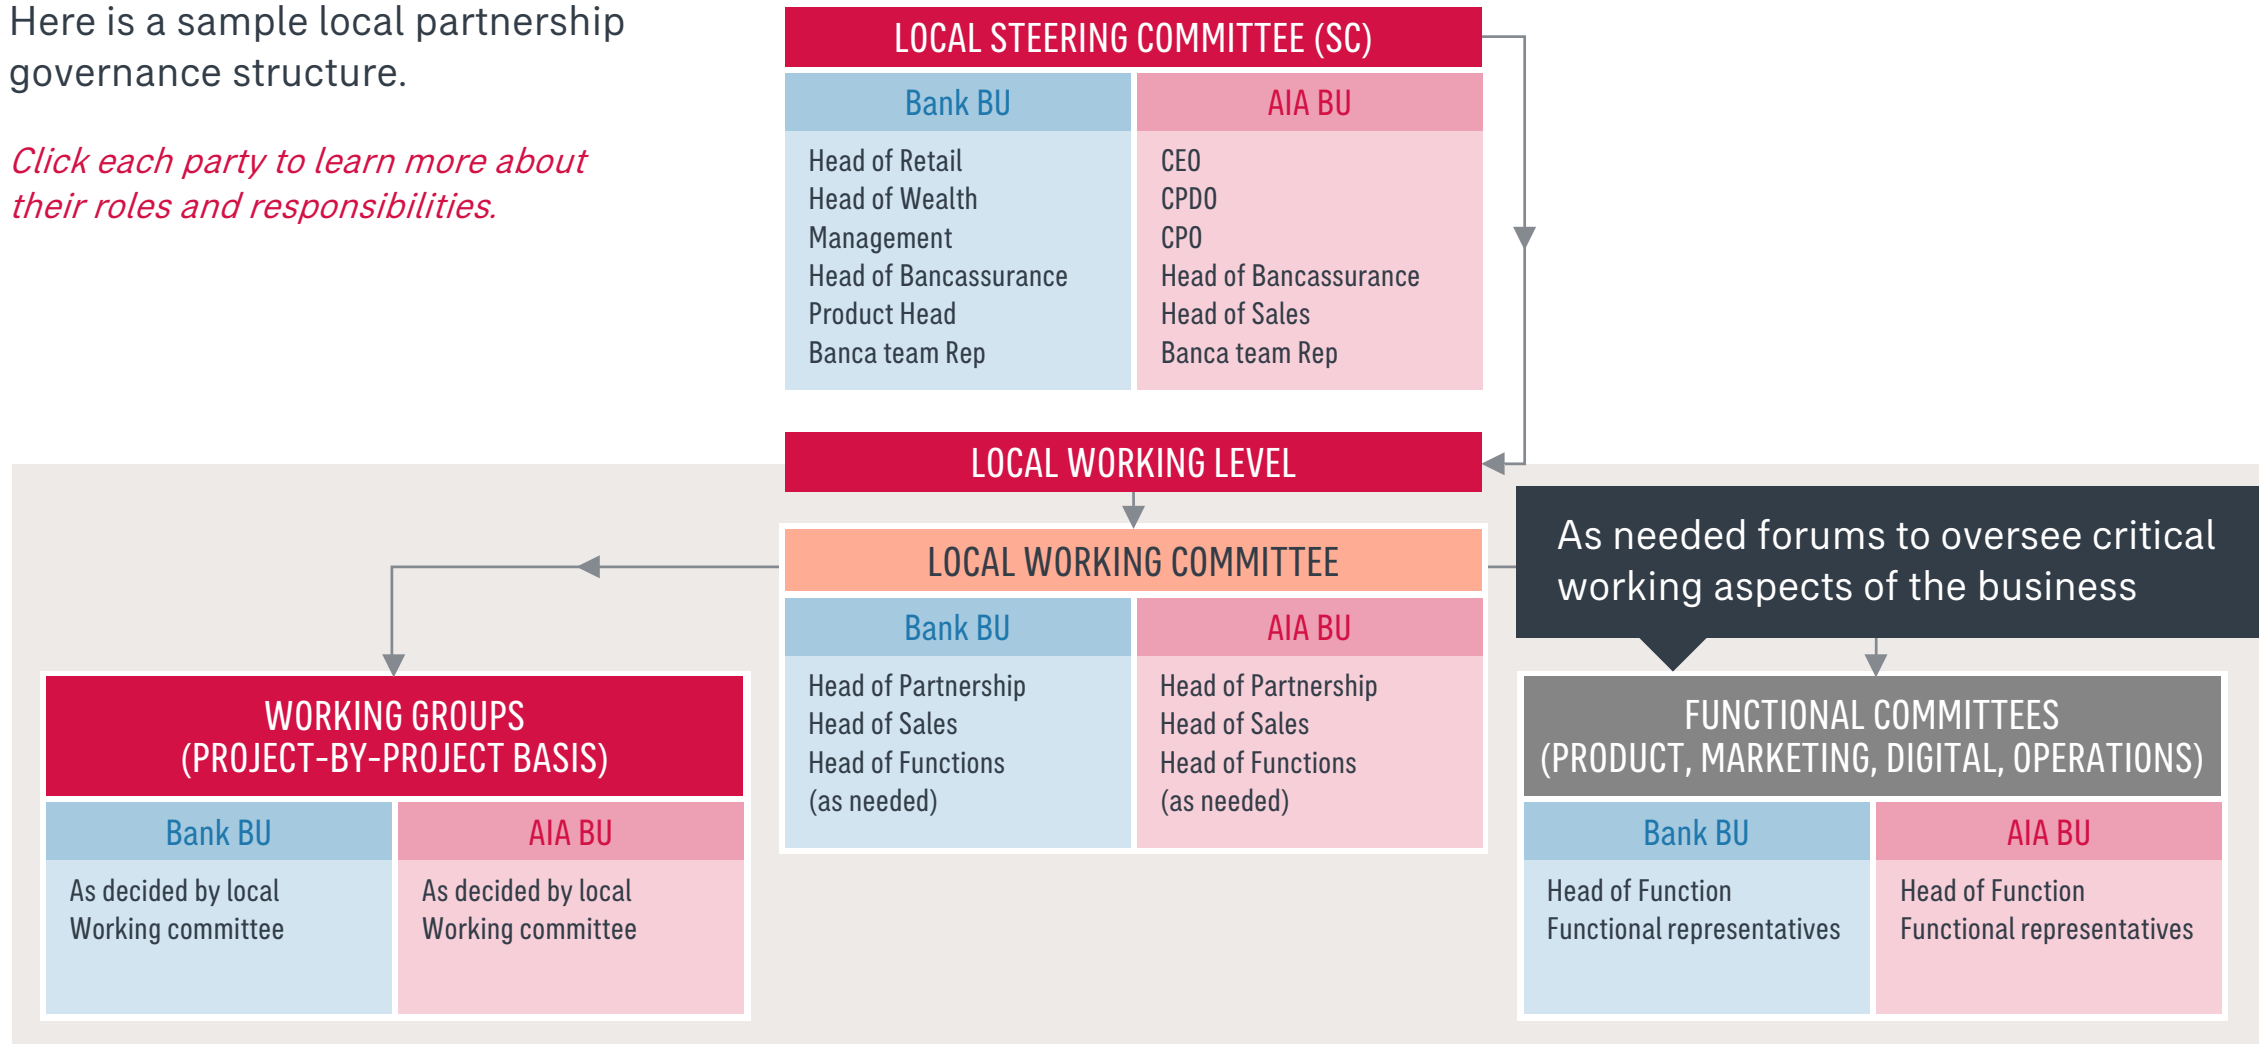 Here is a sample local partnership
governance structure.
Click each party to learn more about
their roles and responsibilities.
LOCAL STEERING COMMITTEE (SC)
Bank BU
Head of Retail
Head of Wealth
Management
Head of Bancassurance
Product Head
Banca team Rep
AIA BU
CEO
CPDO
CPO
Head of Bancassurance
Head of Sales
Banca team Rep
LOCAL WORKING LEVEL
LOCAL WORKING COMMITTEE
Bank BU
Head of Partnership
Head of Sales
Head of Functions
(as needed)
AIA BU
Head of Partnership
Head of Sales
Head of Functions
(as needed)
As needed forums to oversee critical
working aspects of the business
WORKING GROUPS
(PROJECT-BY-PROJECT BASIS)
Bank BU
As decided by local
Working committee
AIA BU
As decided by local
Working committee
FUNCTIONAL COMMITTEES
(PRODUCT, MARKETING, DIGITAL, OPERATIONS)
Bank BU
Head of Function
Functional representatives
AIA BU
Head of Function
Functional representatives